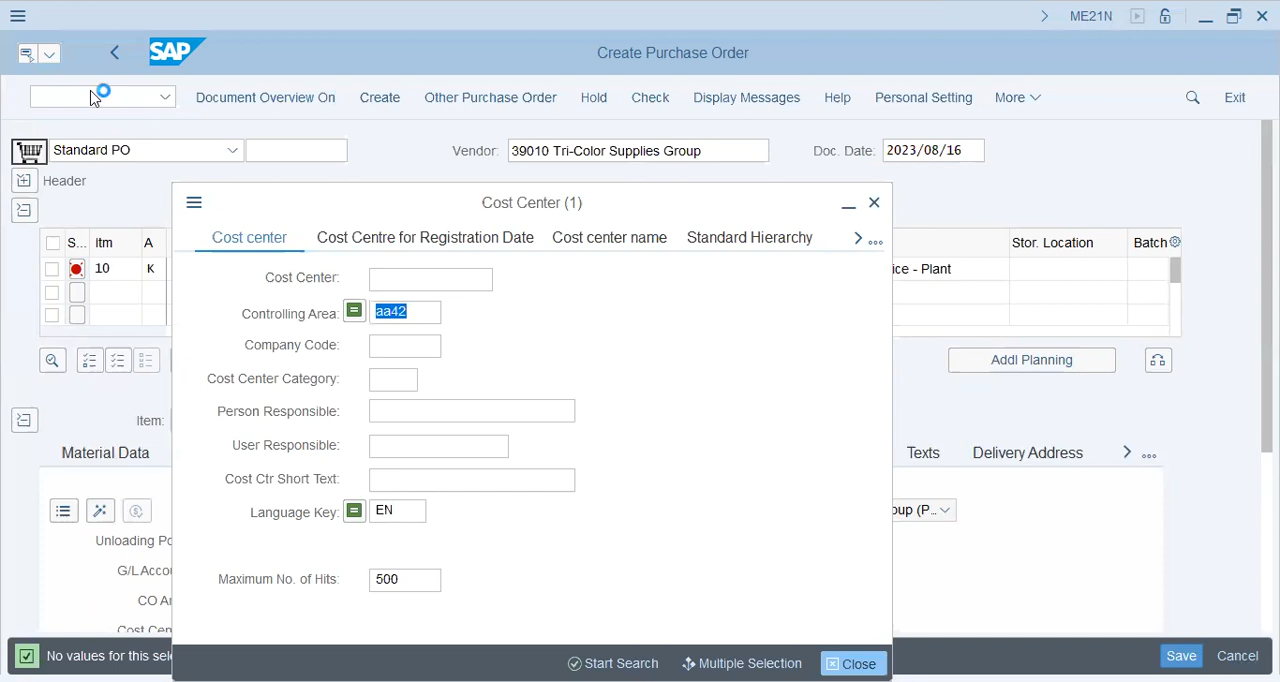 ME21N
SAP Create Purchase Order
Document Overview On Create Other Purchase Order Hold Check Display Messages Help Personal Setting More Exit
Standard PO Vendor: 39010 Tri-Color Supplies Group Doc. Date: 2023/08/16
Header
Cost Center (1)
Cost center Cost Centre for Registration Date Cost center name Standard Hierarchy
S... Itm A Stor. Location Batch
10 K ice - Plant
Cost Center:
Controlling Area: aa42
Company Code:
Addl Planning
Cost Center Category:
Person Responsible:
Item:
User Responsible:
Material Data Texts Delivery Address
Cost Ctr Short Text:
Language Key: EN
oup (P...
Unloading Po
G/L Accou
Maximum No. of Hits: 500
CO Ar
Cost Cen
No values for this sel
Start Search Multiple Selection Close
Save Cancel